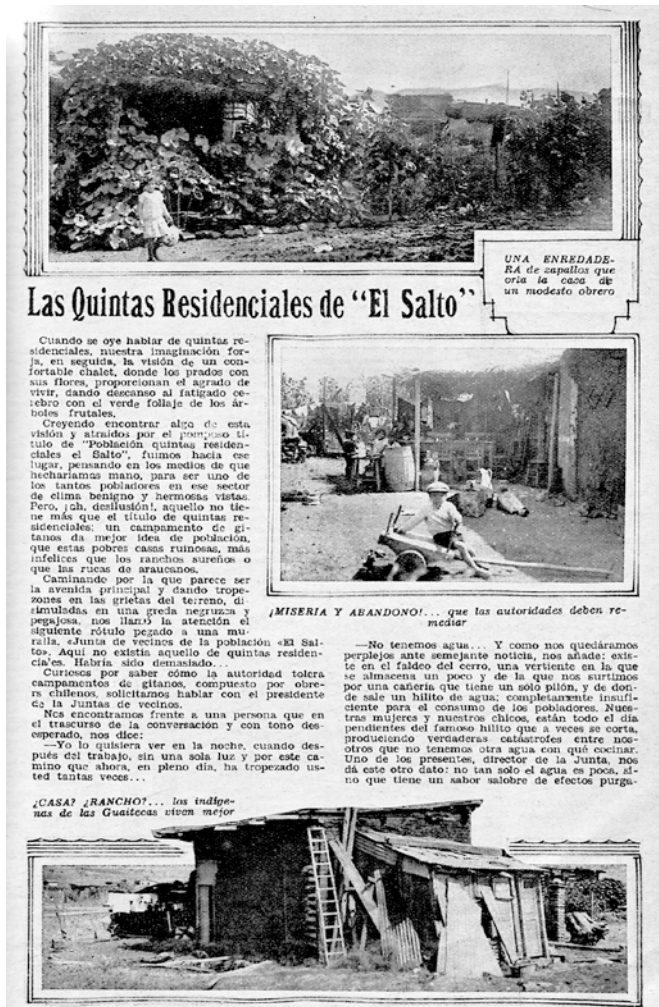 UNA ENREDADE-
RA de zapallos que
orla la casa de
un modesto obrero
Las Quintas Residenciales de "El Salto"
Cuando se oye hablar de quintas re-
sidenciales, nuestra imaginación for-
ja, en seguida, la visión de un con-
fortable chalet, donde los prados con
sus flores, proporcionan el agrado de
vivir, dando descanso al fatigado ce-
rebro con el verde follaje de los ár-
boles frutales.
Creyendo encontrar algo de esta
visión y atraídos por el pomposo tí-
tulo de "Población quintas residen-
ciales el Salto", fuimos hacia ese
lugar, pensando en los medios de que
hecharíamos mano, para ser uno de
los tantos pobladores en ese sector
de clima benigno y hermosas vistas.
Pero, ¡oh, desilusión!, aquello no tie-
ne más que el título de quintas re-
sidenciales; un campamento de gi-
tanos da mejor idea de población,
que estas pobres casas ruinosas, más
infelices que los ranchos sureños o
que las rucas de araucanos.
Caminando por la que parece ser
la avenida principal y dando trope-
zones en las grietas del terreno, di-
simuladas en una greda negruzca y
pegajosa, nos llamó la atención el
siguiente rótulo pegado a una mu-
ralla. «Junta de vecinos de la población «El Sal-
to». Aquí no existía aquello de quintas residen-
ciales. Habría sido demasiado...
Curiosos por saber cómo la autoridad tolera
campamentos de gitanos, compuesto por obre-
rs chilenos, solicitamos hablar con el presidente
de la Juntas de vecinos.
Nos encontramos frente a una persona que en
el trascurso de la conversación y con tono des-
esperado, nos dice:
—Yo lo quisiera ver en la noche, cuando des-
pués del trabajo, sin una sola luz y por este ca-
mino que ahora, en pleno día, ha tropezado us-
ted tantas veces...
¡MISERIA Y ABANDONO!... que las autoridades deben re-
mediar
—No tenemos agua... Y como nos quedáramos
perplejos ante semejante noticia, nos añade: exis-
te en el faldeo del cerro, una vertiente en la que
se almacena un poco y de la que nos surtimos
por una cañería que tiene un sólo pilón, y de don-
de sale un hilito de agua; completamente insufi-
ciente para el consumo de los pobladores. Nues-
tras mujeres y nuestros chicos, están todo el día
pendientes del famoso hilito que a veces se corta,
produciendo verdaderas catástrofes entre nos-
otros que no tenemos otra agua con qué cocinar.
Uno de los presentes, director de la Junta, nos
dá este otro dato: no tan solo el agua es poca, si-
no que tiene un sabor salobre de efectos purga-
¿CASA? ¿RANCHO?... los indíge-
nas de las Guaitecas viven mejor